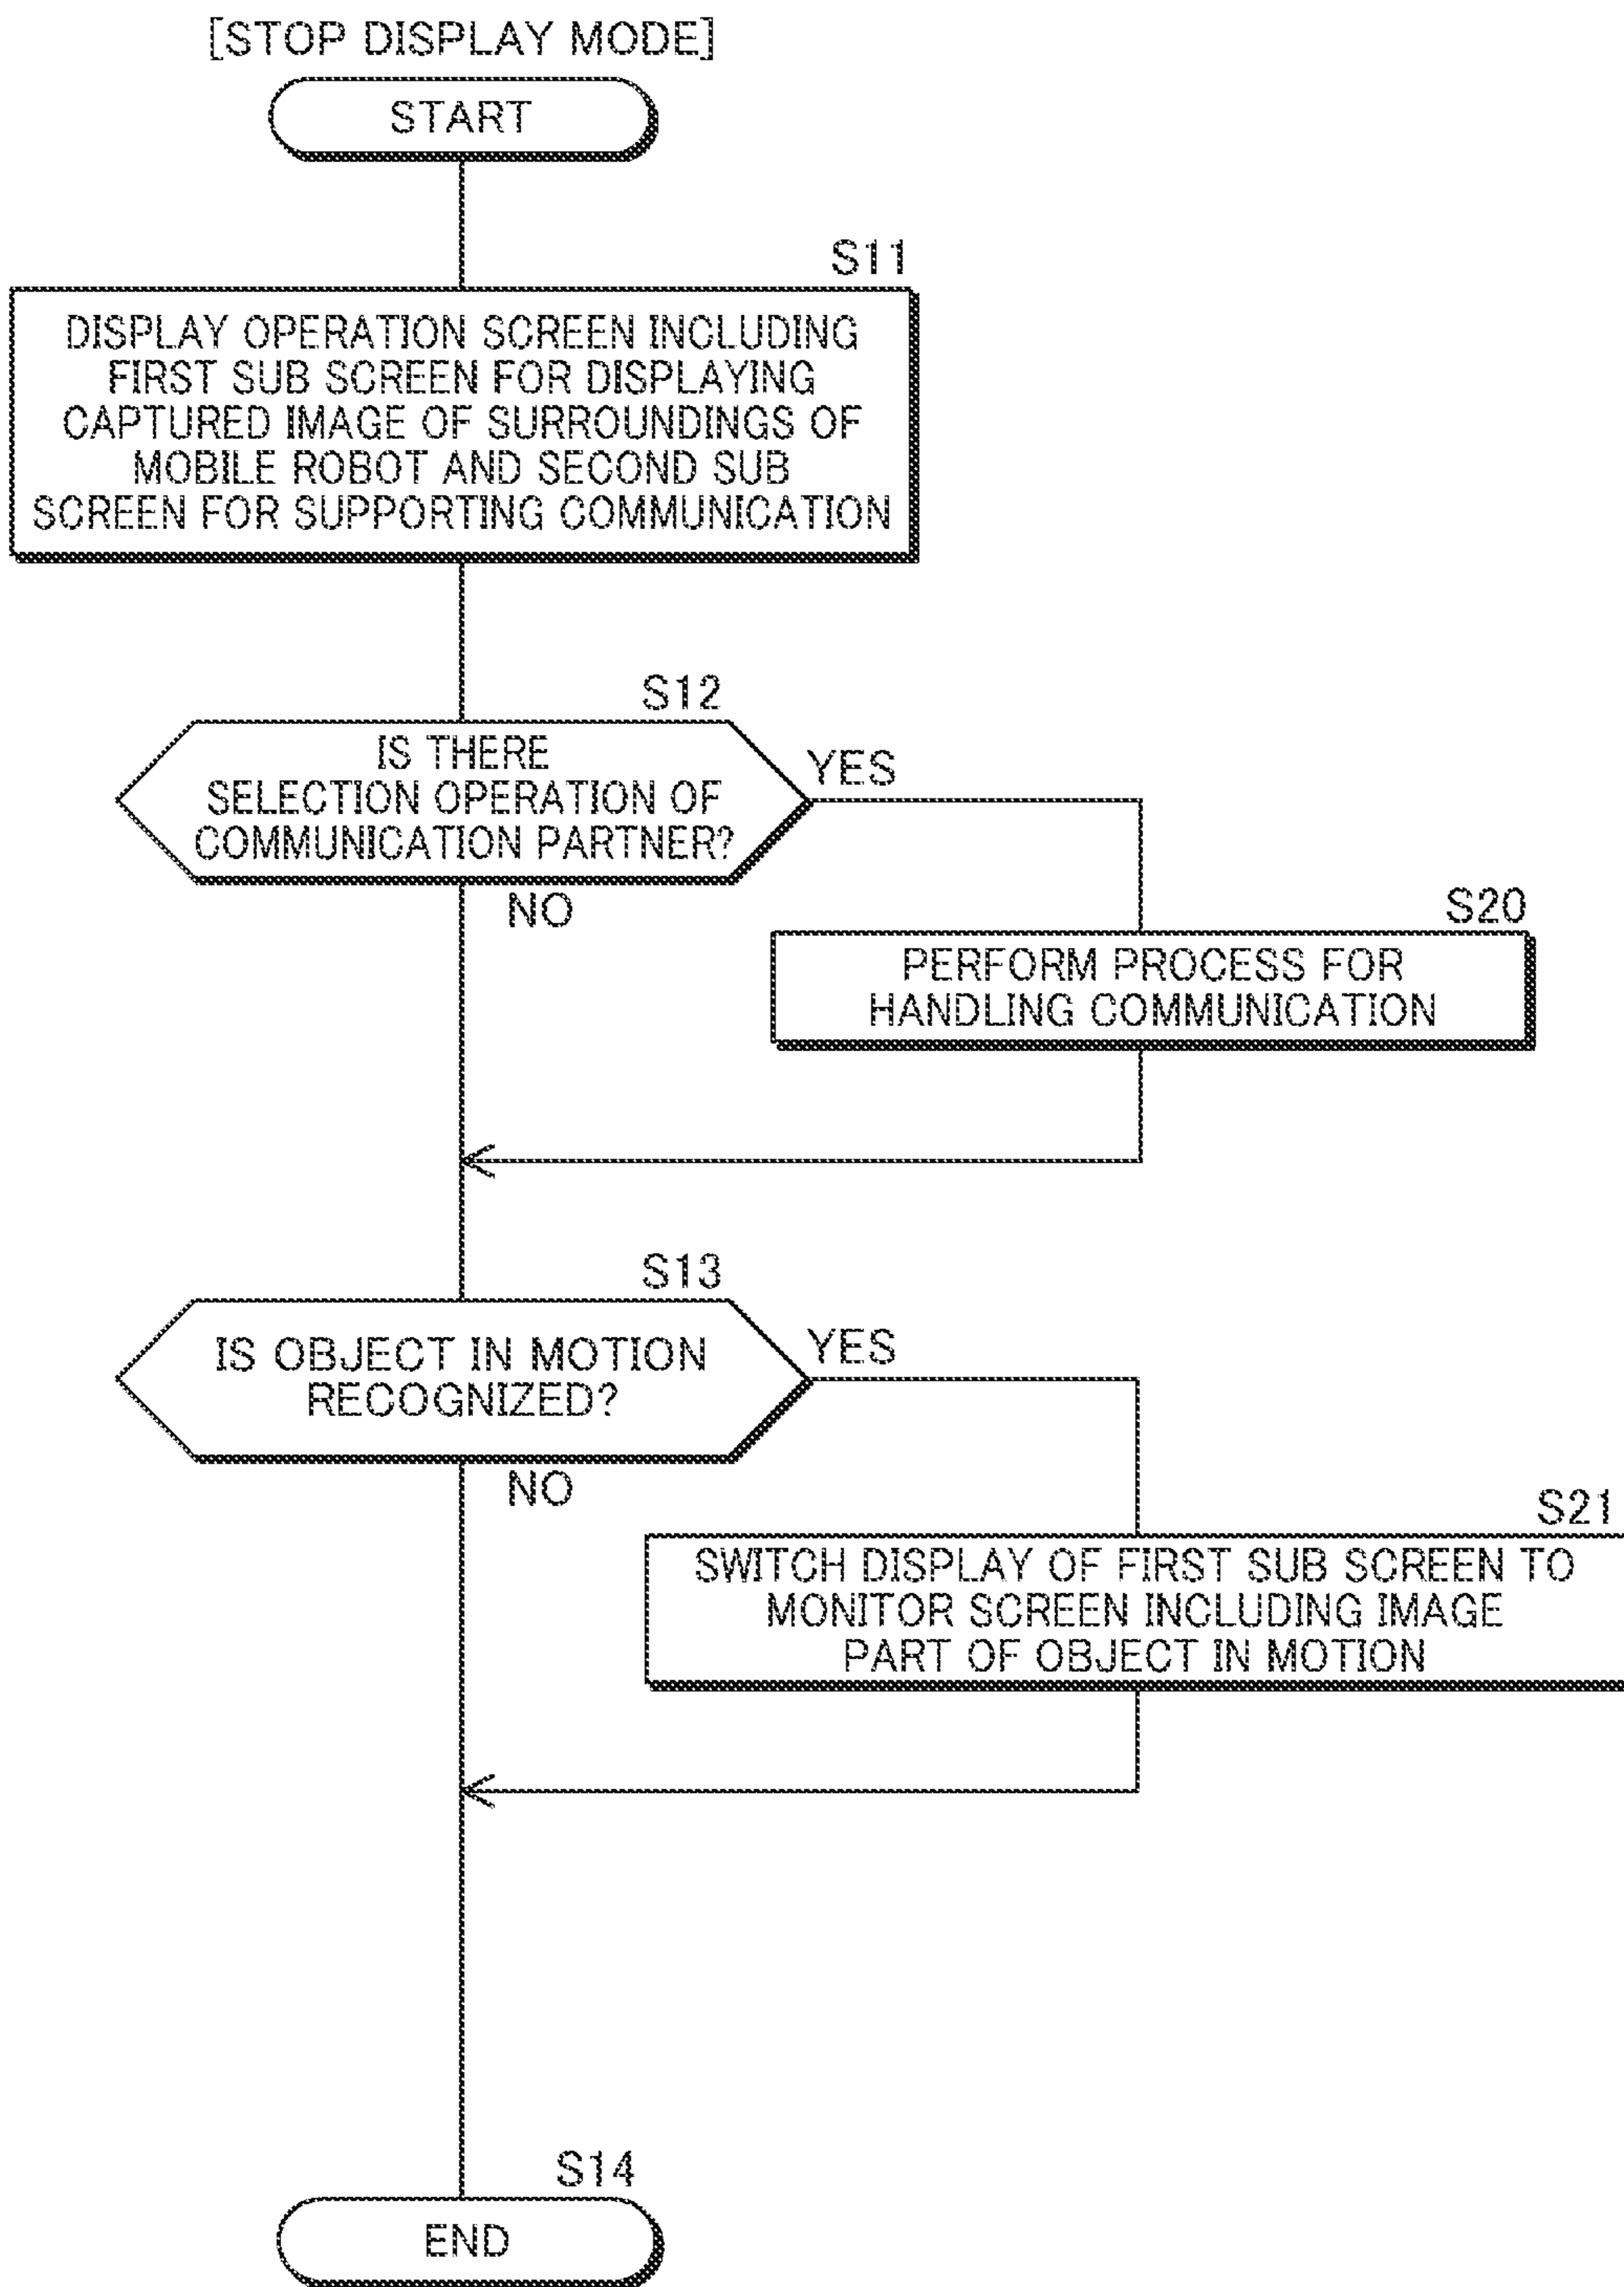 [STOP DISPLAY MODE]
START
S11
DISPLAY OPERATION SCREEN INCLUDING
FIRST SUB SCREEN FOR DISPLAYING
CAPTURED IMAGE OF SURROUNDINGS OF
MOBILE ROBOT AND SECOND SUB
SCREEN FOR SUPPORTING COMMUNICATION
S12
IS THERE
SELECTION OPERATION OF
COMMUNICATION PARTNER?
YES
NO
S20
PERFORM PROCESS FOR
HANDLING COMMUNICATION
S13
IS OBJECT IN MOTION
RECOGNIZED?
YES
NO
S21
SWITCH DISPLAY OF FIRST SUB SCREEN TO
MONITOR SCREEN INCLUDING IMAGE
PART OF OBJECT IN MOTION
S14
END